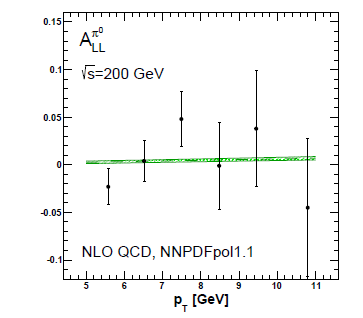 0.15
A_LL^π⁰
0.1
√s=200 GeV
0.05
0
-0.05
NLO QCD, NNPDFpol1.1
-0.1
5 6 7 8 9 10 11
p_T [GeV]